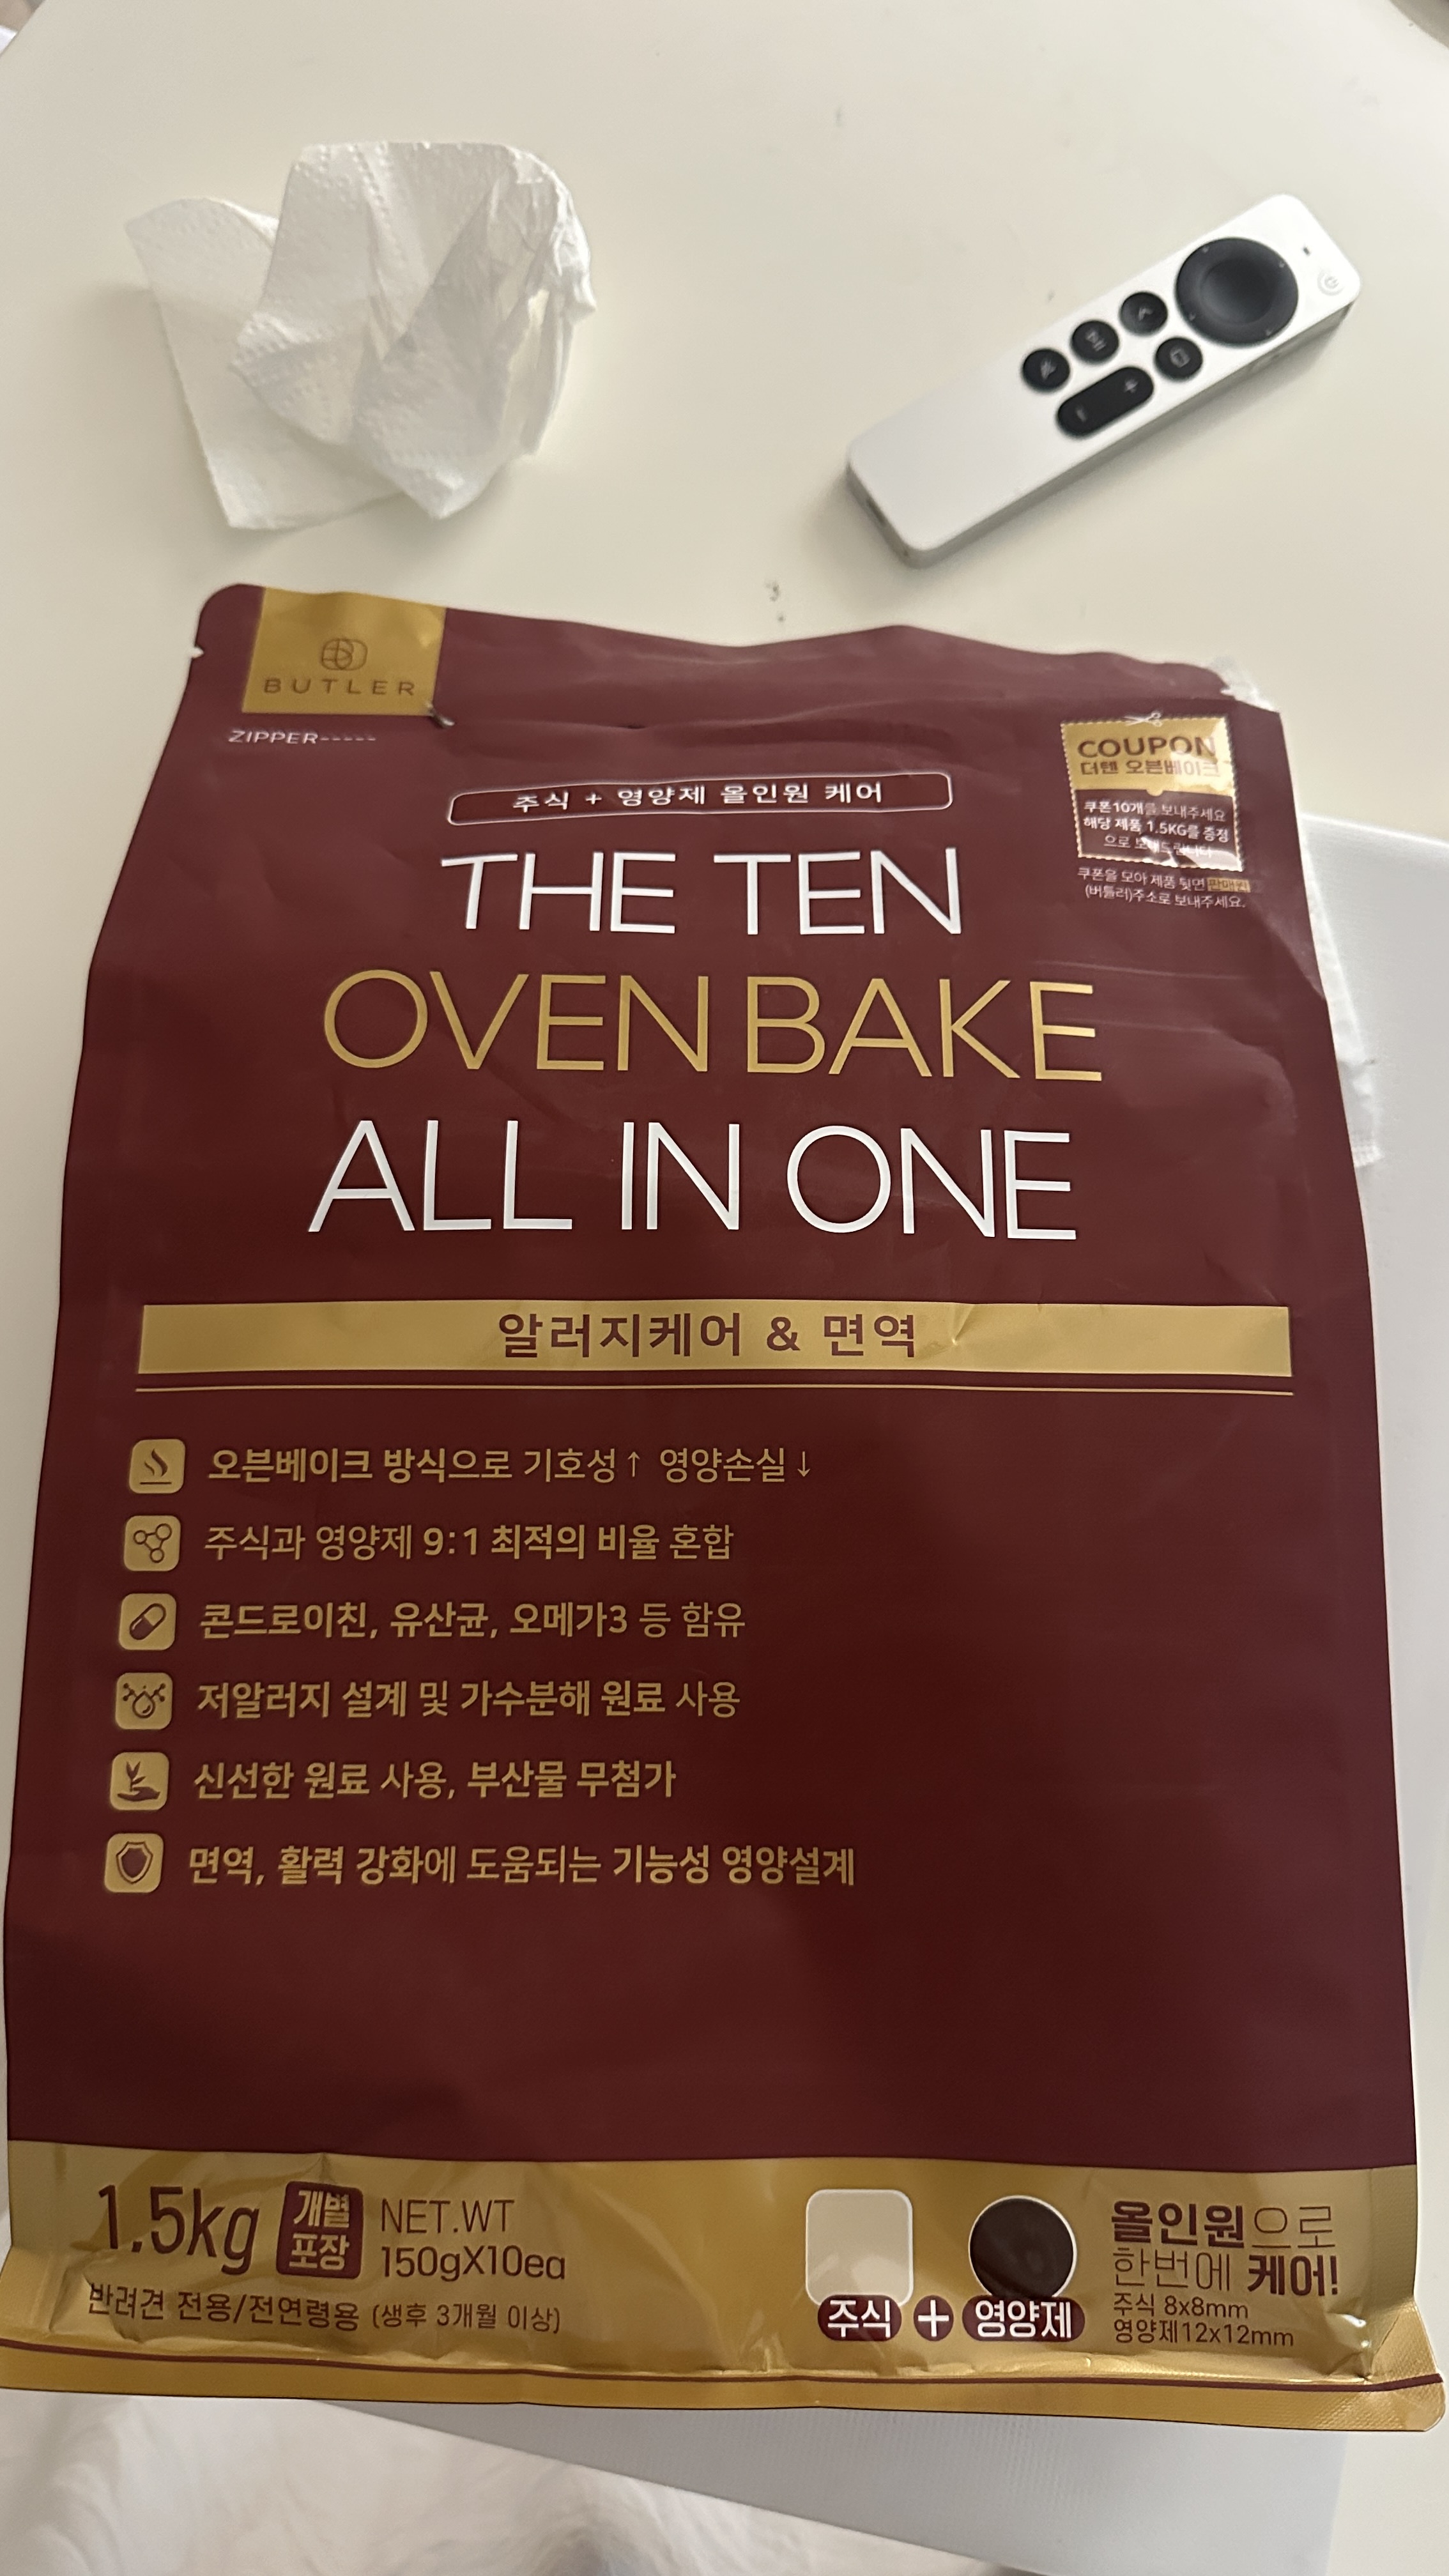 BUTLER
ZIPPER-----
COUPON
더텐 오븐베이크
쿠폰10개를 보내주세요
해당 제품 1.5KG를 증정
으로 보내드립니다
쿠폰을 모아 제품 뒷면 판매원
(버틀러)주소로 보내주세요.
주식 + 영양제 올인원 케어
THE TEN
OVEN BAKE
ALL IN ONE
알러지케어 & 면역
오븐베이크 방식으로 기호성↑ 영양손실↓
주식과 영양제 9:1 최적의 비율 혼합
콘드로이친, 유산균, 오메가3 등 함유
저알러지 설계 및 가수분해 원료 사용
신선한 원료 사용, 부산물 무첨가
면역, 활력 강화에 도움되는 기능성 영양설계
1.5kg
개별
포장
NET.WT
150gX10ea
반려견 전용/전연령용 (생후 3개월 이상)
주식 + 영양제
올인원으로
한번에 케어!
주식 8x8mm
영양제12x12mm